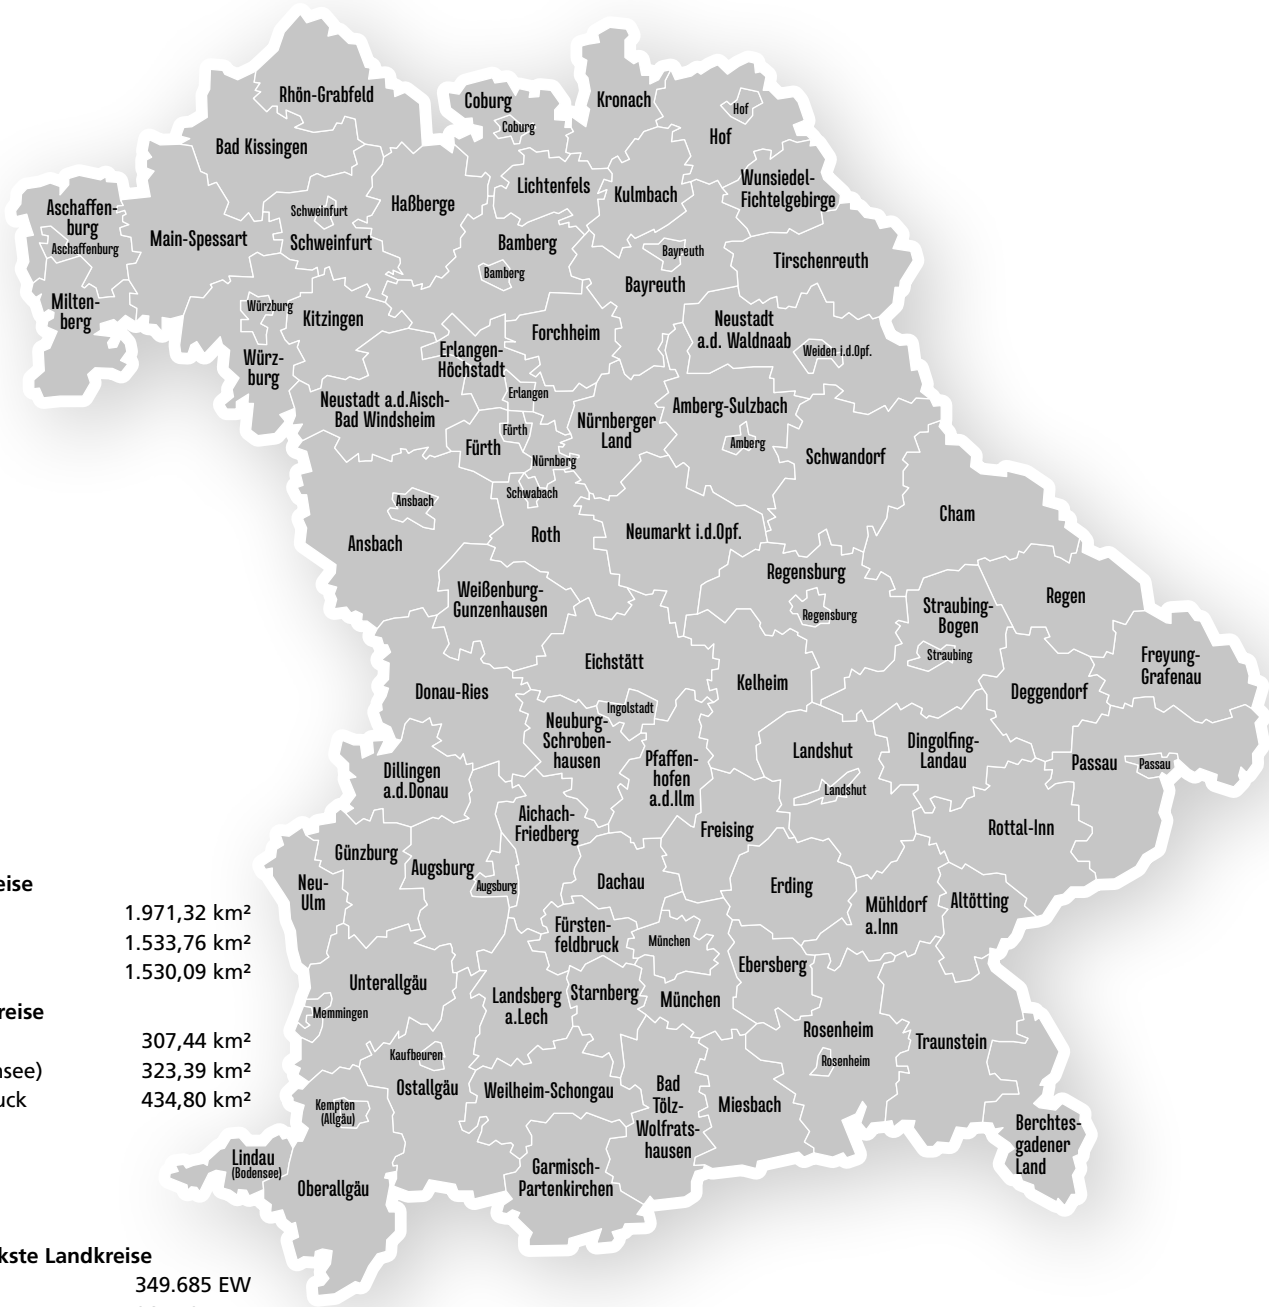 Rhön-Grabfeld
Coburg
Kronach
Hof
Coburg
Hof
Bad Kissingen
Wunsiedel-
Fichtelgebirge
Lichtenfels
Kulmbach
Haßberge
Aschaffen-
burg
Schweinfurt
Main-Spessart
Schweinfurt
Bamberg
Aschaffenburg
Bayreuth
Tirschenreuth
Bamberg
Bayreuth
Milten-
berg
Würzburg
Kitzingen
Neustadt
a.d. Waldnaab
Forchheim
Erlangen-
Höchstadt
Weiden i.d.Opf.
Würz-
burg
Erlangen
Neustadt a.d.Aisch-
Bad Windsheim
Amberg-Sulzbach
Nürnberger
Land
Fürth
Amberg
Fürth
Schwandorf
Nürnberg
Schwabach
Ansbach
Cham
Roth
Neumarkt i.d.Opf.
Ansbach
Regensburg
Weißenburg-
Gunzenhausen
Regen
Straubing-
Bogen
Regensburg
Straubing
Freyung-
Grafenau
Eichstätt
Kelheim
Donau-Ries
Deggendorf
Ingolstadt
Neuburg-
Schroben-
hausen
Landshut
Dingolfing-
Landau
Pfaffen-
hofen
a.d.Ilm
Passau
Passau
Dillingen
a.d.Donau
Landshut
Aichach-
Friedberg
Freising
Rottal-Inn
Günzburg
Augsburg
Augsburg
Dachau
Erding
Neu-
Ulm
Altötting
Mühldorf
a.Inn
eise
1.971,32 km²
1.533,76 km²
1.530,09 km²
Fürsten-
feldbruck
München
Ebersberg
Unterallgäu
Landsberg
a.Lech
Starnberg
München
reise
307,44 km²
nsee) 323,39 km²
uck 434,80 km²
Memmingen
Rosenheim
Traunstein
Kaufbeuren
Rosenheim
Ostallgäu
Weilheim-Schongau
Bad
Tölz-
Wolfrats-
hausen
Miesbach
Kempten
(Allgäu)
Berchtes-
gadener
Land
Lindau
(Bodensee)
Garmisch-
Partenkirchen
Oberallgäu
kste Landkreise
349.685 EW